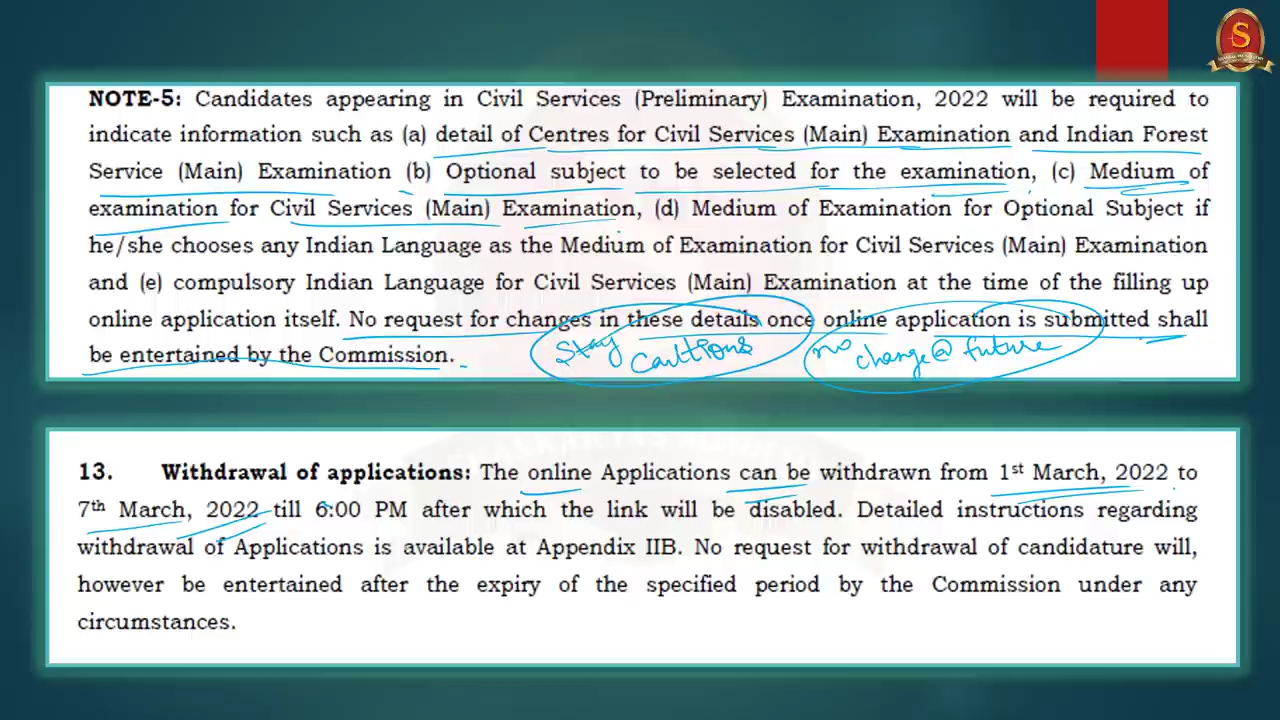 NOTE-5: Candidates appearing in Civil Services (Preliminary) Examination, 2022 will be required to
indicate information such as (a) detail of Centres for Civil Services (Main) Examination and Indian Forest
Service (Main) Examination (b) Optional subject to be selected for the examination, (c) Medium of
examination for Civil Services (Main) Examination, (d) Medium of Examination for Optional Subject if
he/she chooses any Indian Language as the Medium of Examination for Civil Services (Main) Examination
and (e) compulsory Indian Language for Civil Services (Main) Examination at the time of the filling up
online application itself. No request for changes in these details once online application is submitted shall
be entertained by the Commission.
Stay
cautious
no
change @ future
13. Withdrawal of applications: The online Applications can be withdrawn from 1st March, 2022 to
7th March, 2022 till 6:00 PM after which the link will be disabled. Detailed instructions regarding
withdrawal of Applications is available at Appendix IIB. No request for withdrawal of candidature will,
however be entertained after the expiry of the specified period by the Commission under any
circumstances.
S